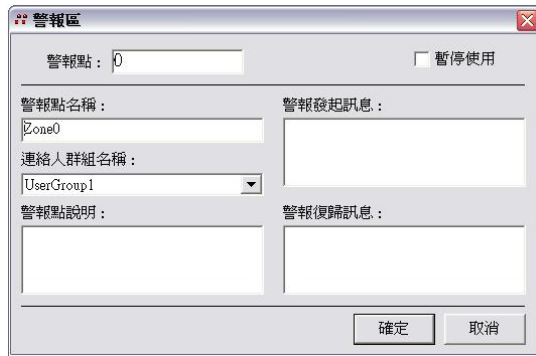 警報區
警報點：0
暫停使用
警報點名稱：
Zone0
連絡人群組名稱：
UserGroup1
警報點說明：
警報發起訊息：
警報復歸訊息：
確定
取消